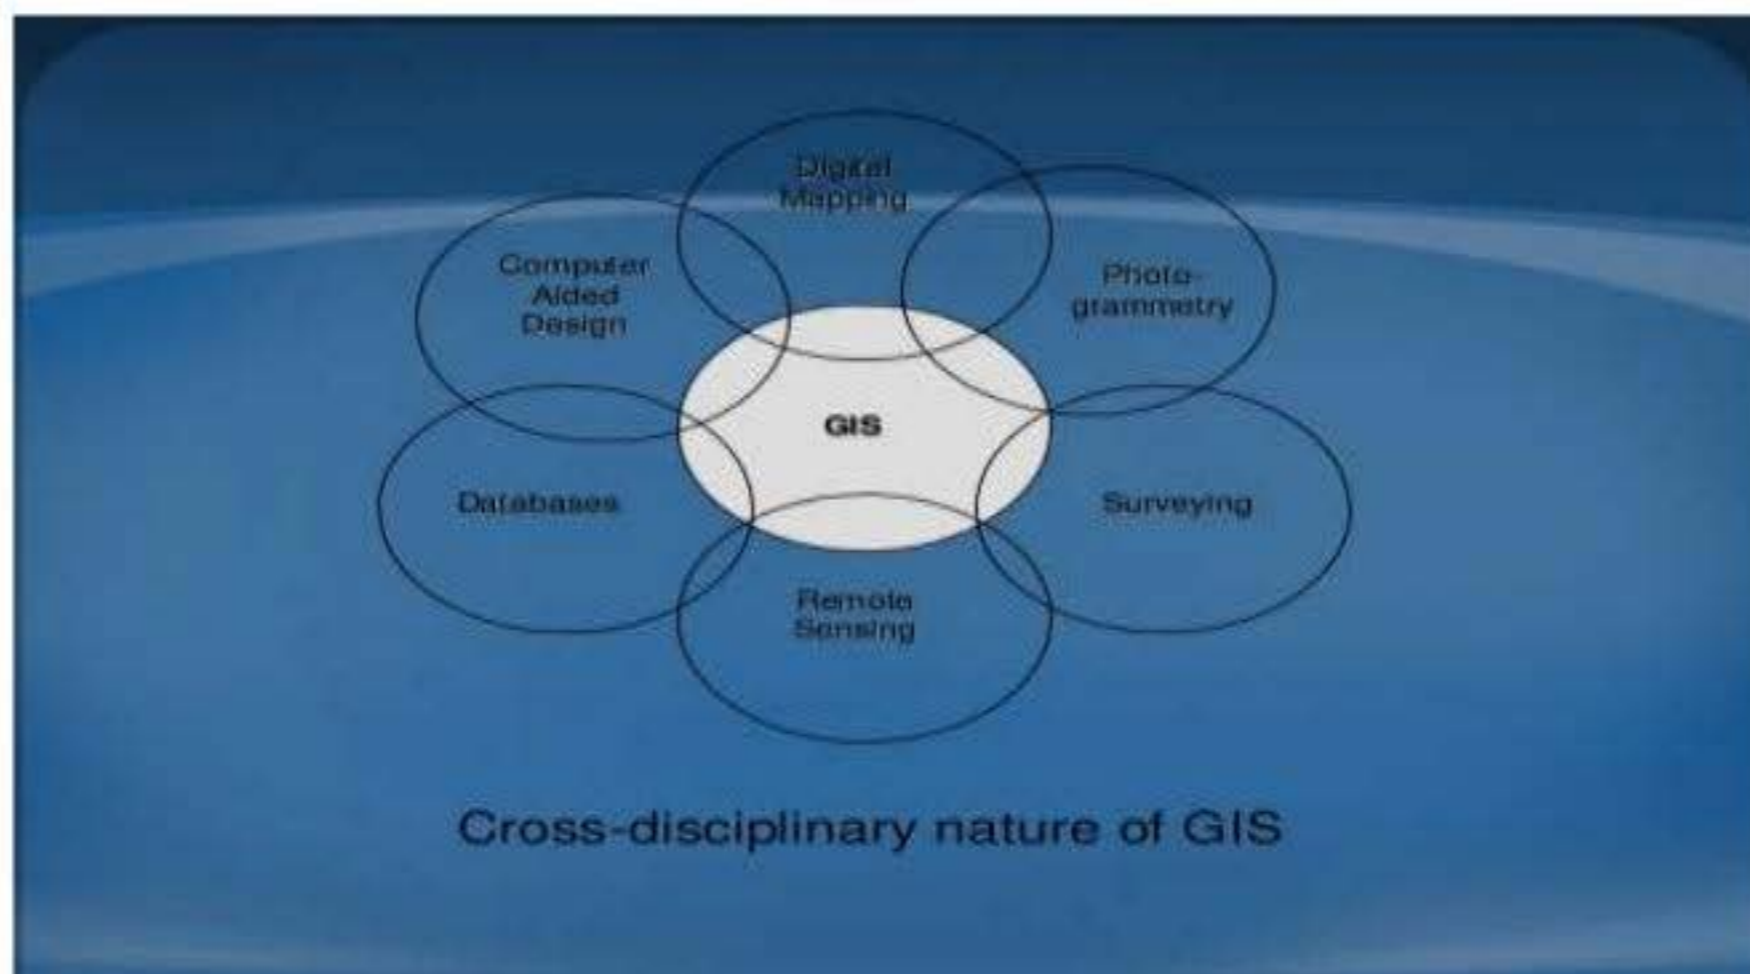 Digital
Mapping
Computer
Aided
Design
Photo-
grammetry
GIS
Databases
Surveying
Remote
Sensing
Cross-disciplinary nature of GIS